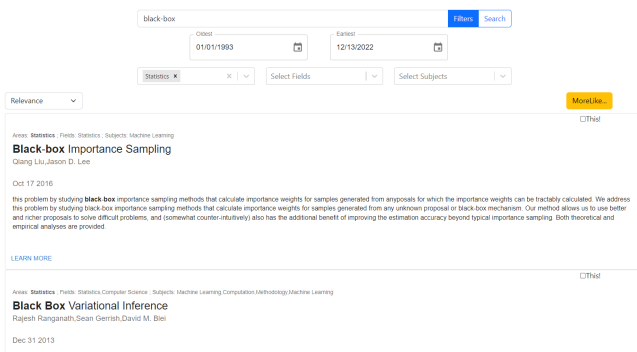 black-box
Filters
Search
Oldest
01/01/1993
Earliest
12/13/2022
Statistics ×
Select Fields
Select Subjects
Relevance
MoreLike...
This!
Areas: Statistics ; Fields: Statistics ; Subjects: Machine Learning
Black-box Importance Sampling
Qiang Liu,Jason D. Lee
Oct 17 2016
this problem by studying black-box importance sampling methods that calculate importance weights for samples generated from anyposals for which the importance weights can be tractably calculated. We address
this problem by studying black-box importance sampling methods that calculate importance weights for samples generated from any unknown proposal or black-box mechanism. Our method allows us to use better
and richer proposals to solve difficult problems, and (somewhat counter-intuitively) also has the additional benefit of improving the estimation accuracy beyond typical importance sampling. Both theoretical and
empirical analyses are provided.
LEARN MORE
This!
Areas: Statistics ; Fields: Statistics,Computer Science ; Subjects: Machine Learning,Computation,Methodology,Machine Learning
Black Box Variational Inference
Rajesh Ranganath,Sean Gerrish,David M. Blei
Dec 31 2013